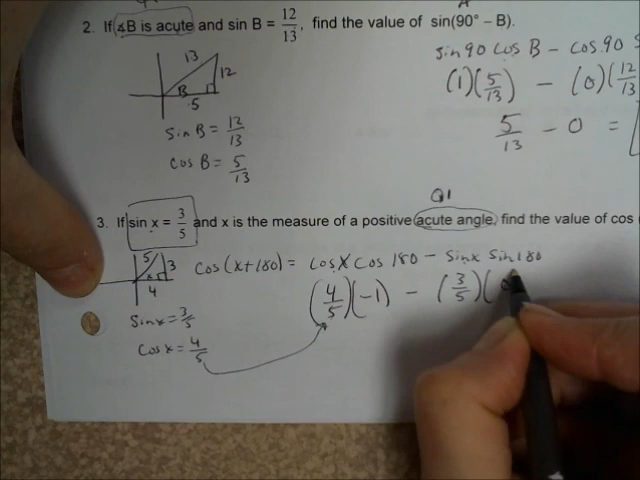 2. If ∡B is acute and sin B = 12/13, find the value of sin(90° – B).
13
12
B
5
sin B = 12/13
cos B = 5/13
sin 90 cos B – cos 90 S
(1)(5/13) – (0)(12/13
5/13 – 0 =
Q1
3. If sin x = 3/5 and x is the measure of a positive acute angle, find the value of cos
5
3
x
4
cos(x+180) = cos x cos 180 – sin x sin 180
(4/5)(-1) – (3/5)(0
sin x = 3/5
cos x = 4/5